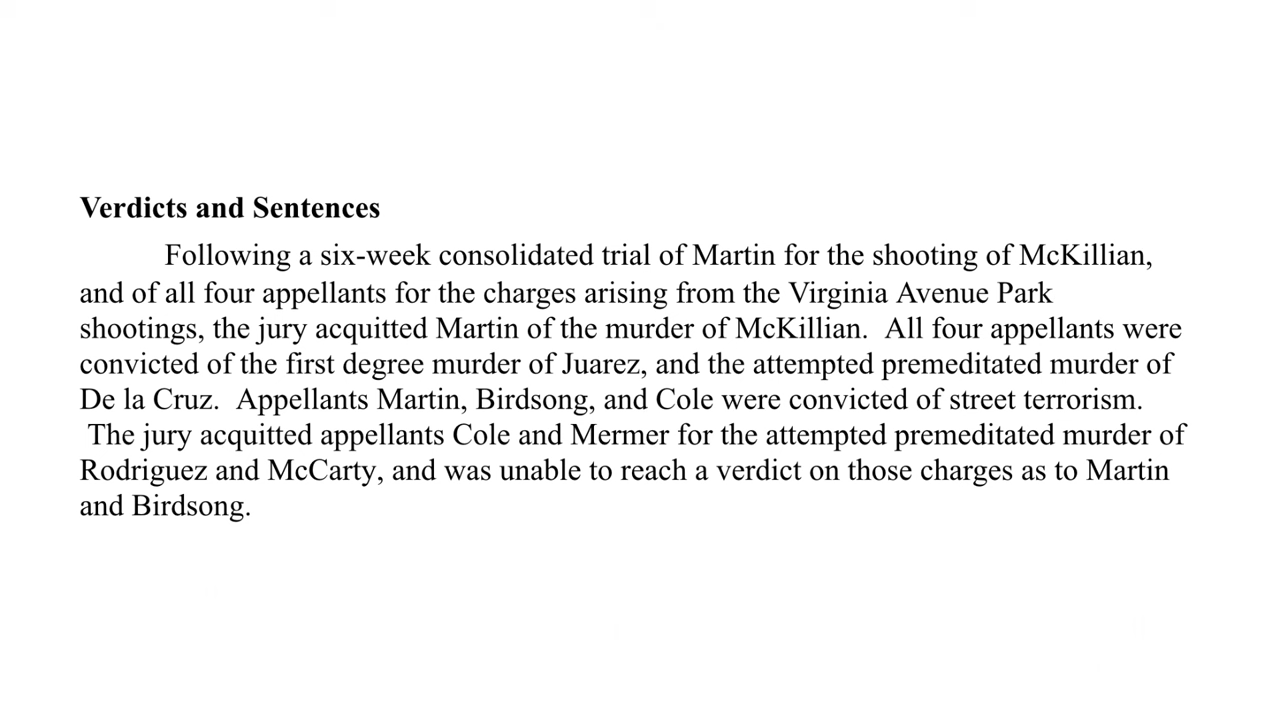 Verdicts and Sentences
Following a six-week consolidated trial of Martin for the shooting of McKillian,
and of all four appellants for the charges arising from the Virginia Avenue Park
shootings, the jury acquitted Martin of the murder of McKillian.  All four appellants were
convicted of the first degree murder of Juarez, and the attempted premeditated murder of
De la Cruz.  Appellants Martin, Birdsong, and Cole were convicted of street terrorism.
The jury acquitted appellants Cole and Mermer for the attempted premeditated murder of
Rodriguez and McCarty, and was unable to reach a verdict on those charges as to Martin
and Birdsong.